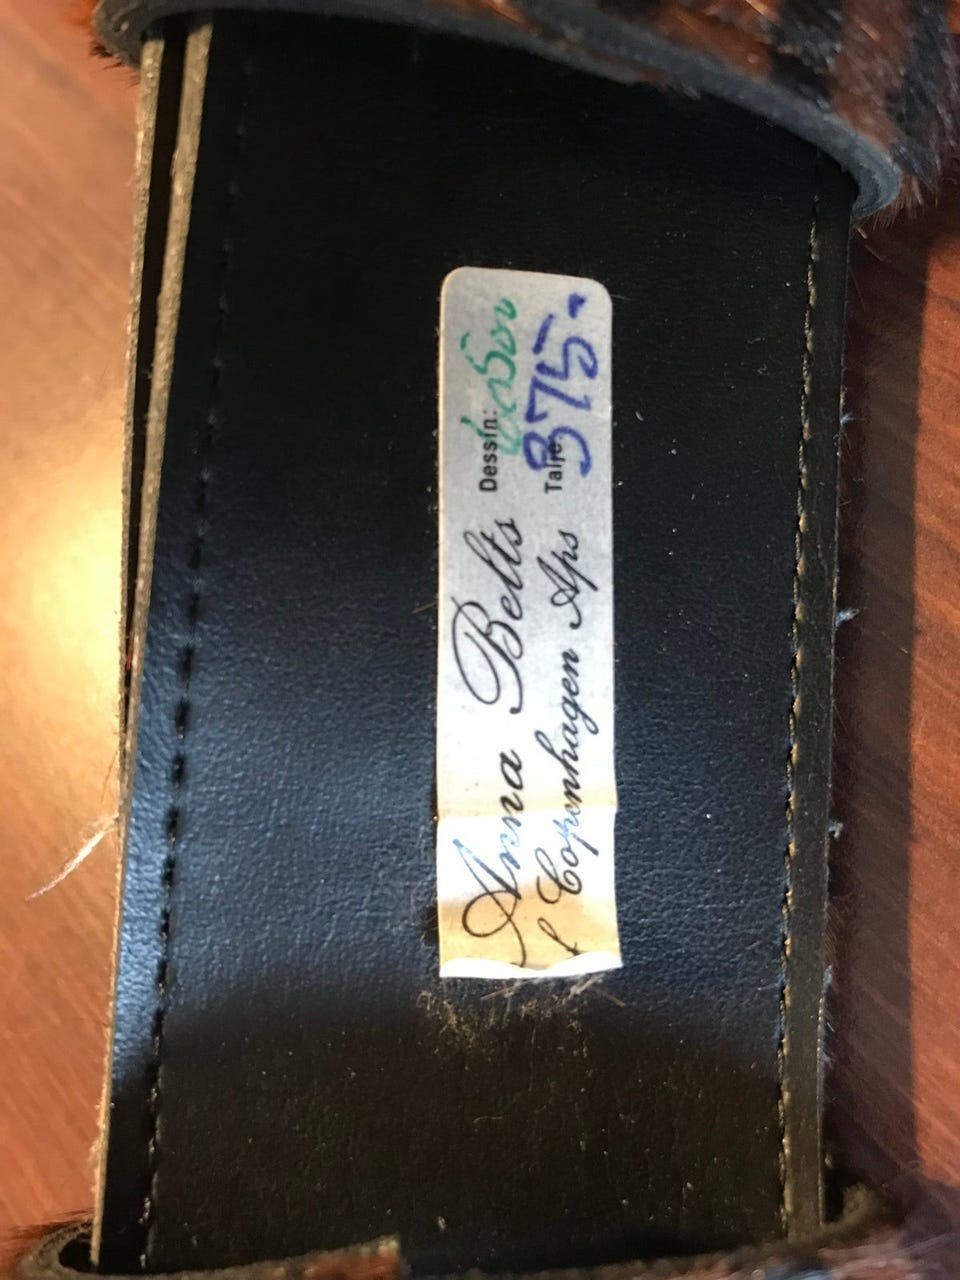 Anna Belts
f Copenhagen Aps
Dessin:
Talje
375.-